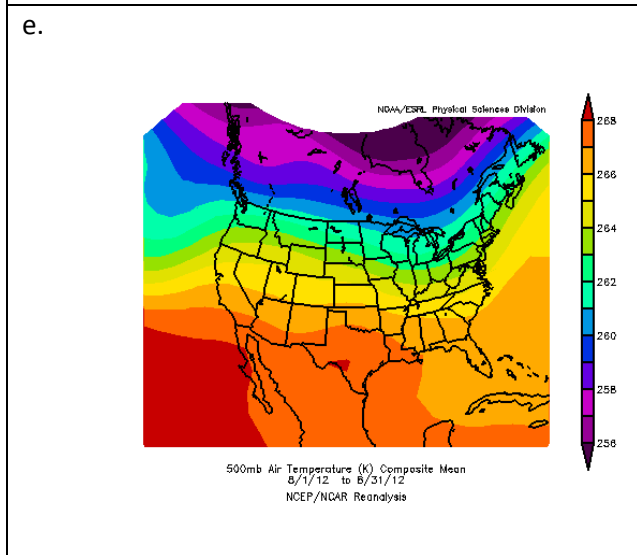 e.
NOAA/ESRL Physical Sciences Division
268
266
264
262
260
258
256
500mb Air Temperature (K) Composite Mean
8/1/12 to 8/31/12
NCEP/NCAR Reanalysis